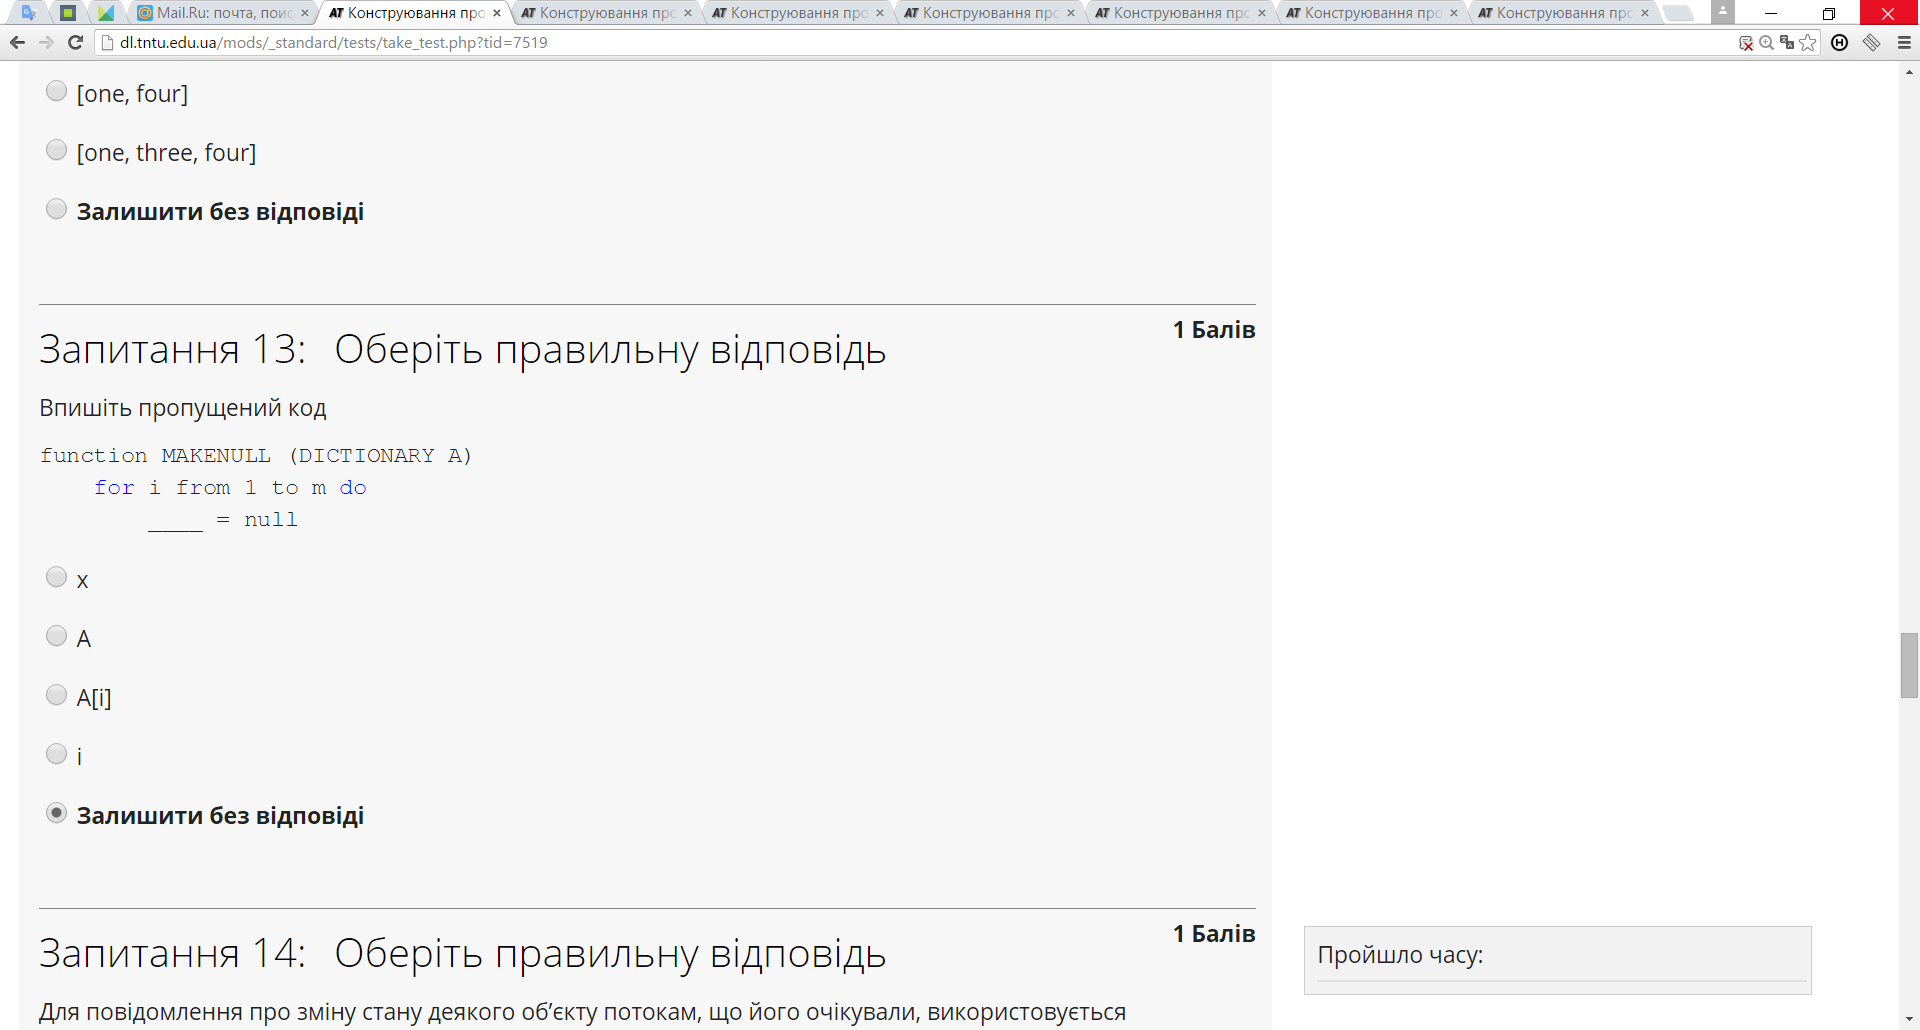 Mail.Ru: почта, поис
Конструювання про
Конструювання про
Конструювання про
Конструювання про
Конструювання про
Конструювання про
Конструювання про
dl.tntu.edu.ua/mods/_standard/tests/take_test.php?tid=7519
[one, four]
[one, three, four]
Залишити без відповіді
1 Балів
Запитання 13: Оберіть правильну відповідь
Впишіть пропущений код
function MAKENULL (DICTIONARY A)
for i from 1 to m do
____ = null
x
A
A[i]
i
Залишити без відповіді
1 Балів
Запитання 14: Оберіть правильну відповідь
Пройшло часу:
Для повідомлення про зміну стану деякого об’єкту потокам, що його очікували, використовується